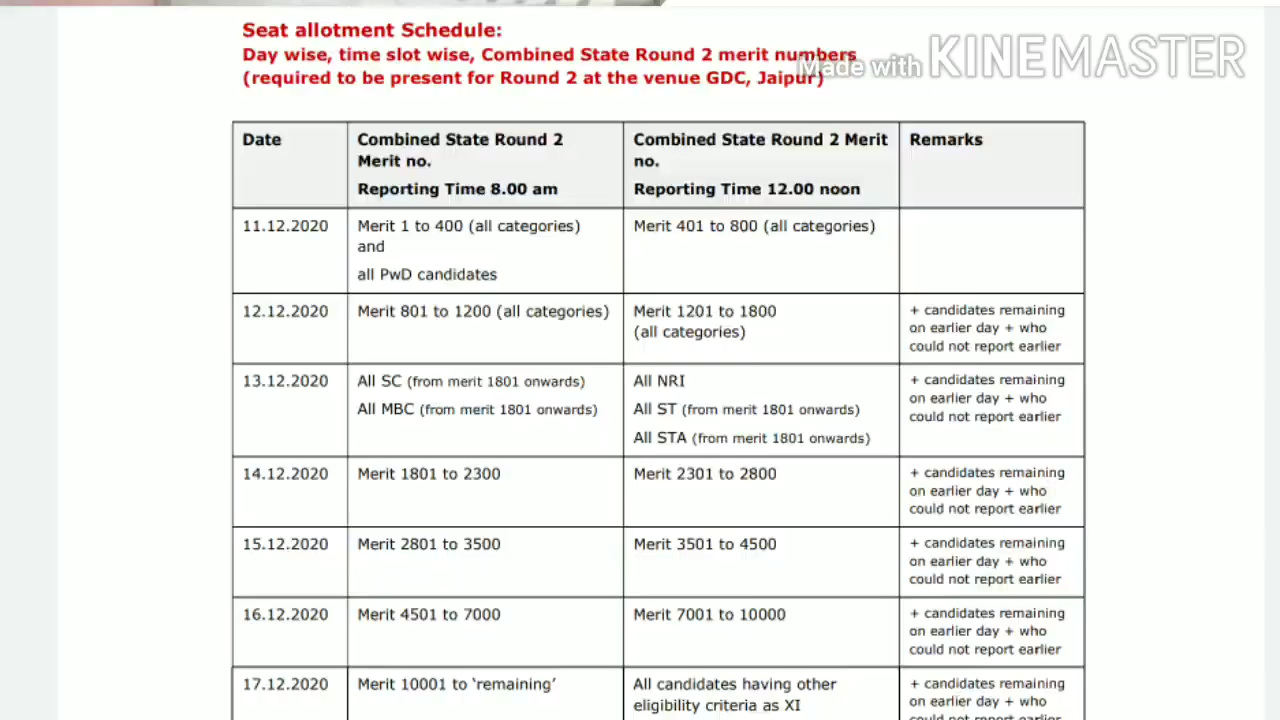 Seat allotment Schedule:
Day wise, time slot wise, Combined State Round 2 merit numbers
(required to be present for Round 2 at the venue GDC, Jaipur)
Made with KINEMASTER
Date
Combined State Round 2
Merit no.
Reporting Time 8.00 am
Combined State Round 2 Merit
no.
Reporting Time 12.00 noon
Remarks
11.12.2020
Merit 1 to 400 (all categories)
and
all PwD candidates
Merit 401 to 800 (all categories)
12.12.2020
Merit 801 to 1200 (all categories)
Merit 1201 to 1800
(all categories)
+ candidates remaining
on earlier day + who
could not report earlier
13.12.2020
All SC (from merit 1801 onwards)
All MBC (from merit 1801 onwards)
All NRI
All ST (from merit 1801 onwards)
All STA (from merit 1801 onwards)
+ candidates remaining
on earlier day + who
could not report earlier
14.12.2020
Merit 1801 to 2300
Merit 2301 to 2800
+ candidates remaining
on earlier day + who
could not report earlier
15.12.2020
Merit 2801 to 3500
Merit 3501 to 4500
+ candidates remaining
on earlier day + who
could not report earlier
16.12.2020
Merit 4501 to 7000
Merit 7001 to 10000
+ candidates remaining
on earlier day + who
could not report earlier
17.12.2020
Merit 10001 to ‘remaining’
All candidates having other
eligibility criteria as XI
+ candidates remaining
on earlier day + who
could not report earlier